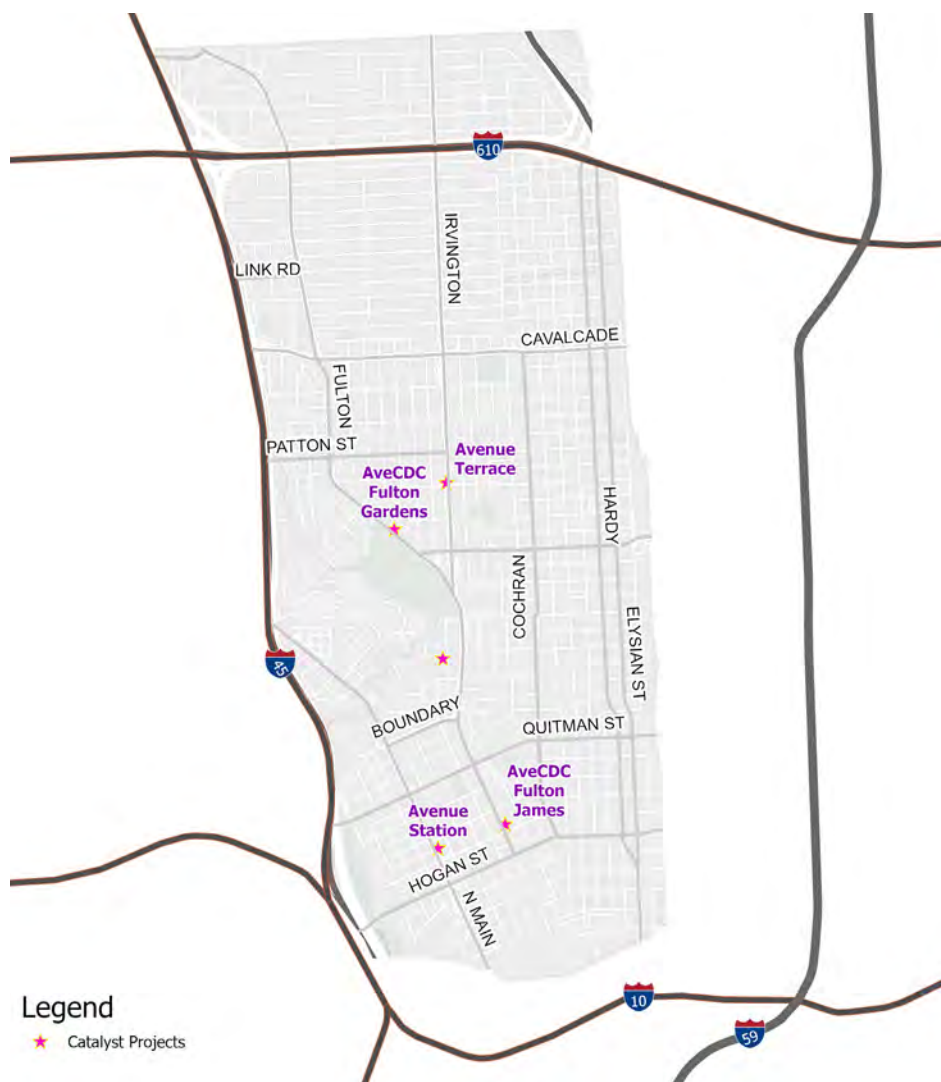 610
IRVINGTON
LINK RD
CAVALCADE
FULTON
PATTON ST
Avenue
Terrace
AveCDC
Fulton
Gardens
HARDY
COCHRAN
ELYSIAN ST
45
BOUNDARY
QUITMAN ST
AveCDC
Fulton
James
Avenue
Station
HOGAN ST
N MAIN
10
59
Legend
Catalyst Projects